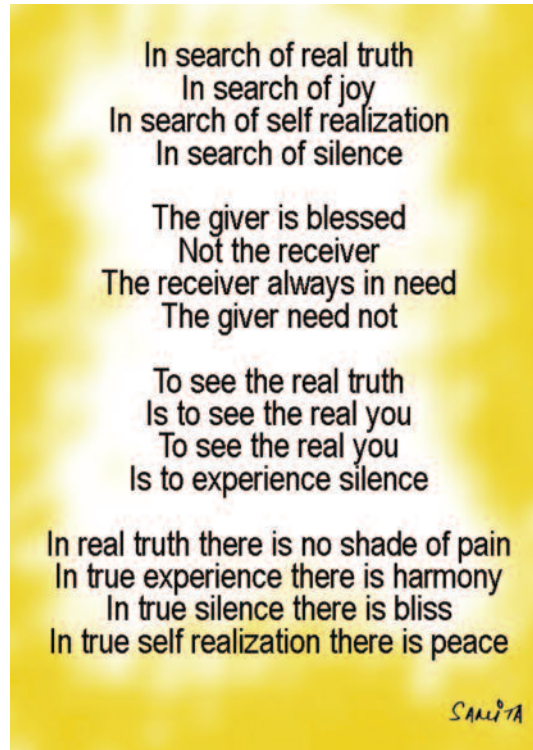 In search of real truth
In search of joy
In search of self realization
In search of silence
The giver is blessed
Not the receiver
The receiver always in need
The giver need not
To see the real truth
Is to see the real you
To see the real you
Is to experience silence
In real truth there is no shade of pain
In true experience there is harmony
In true silence there is bliss
In true self realization there is peace